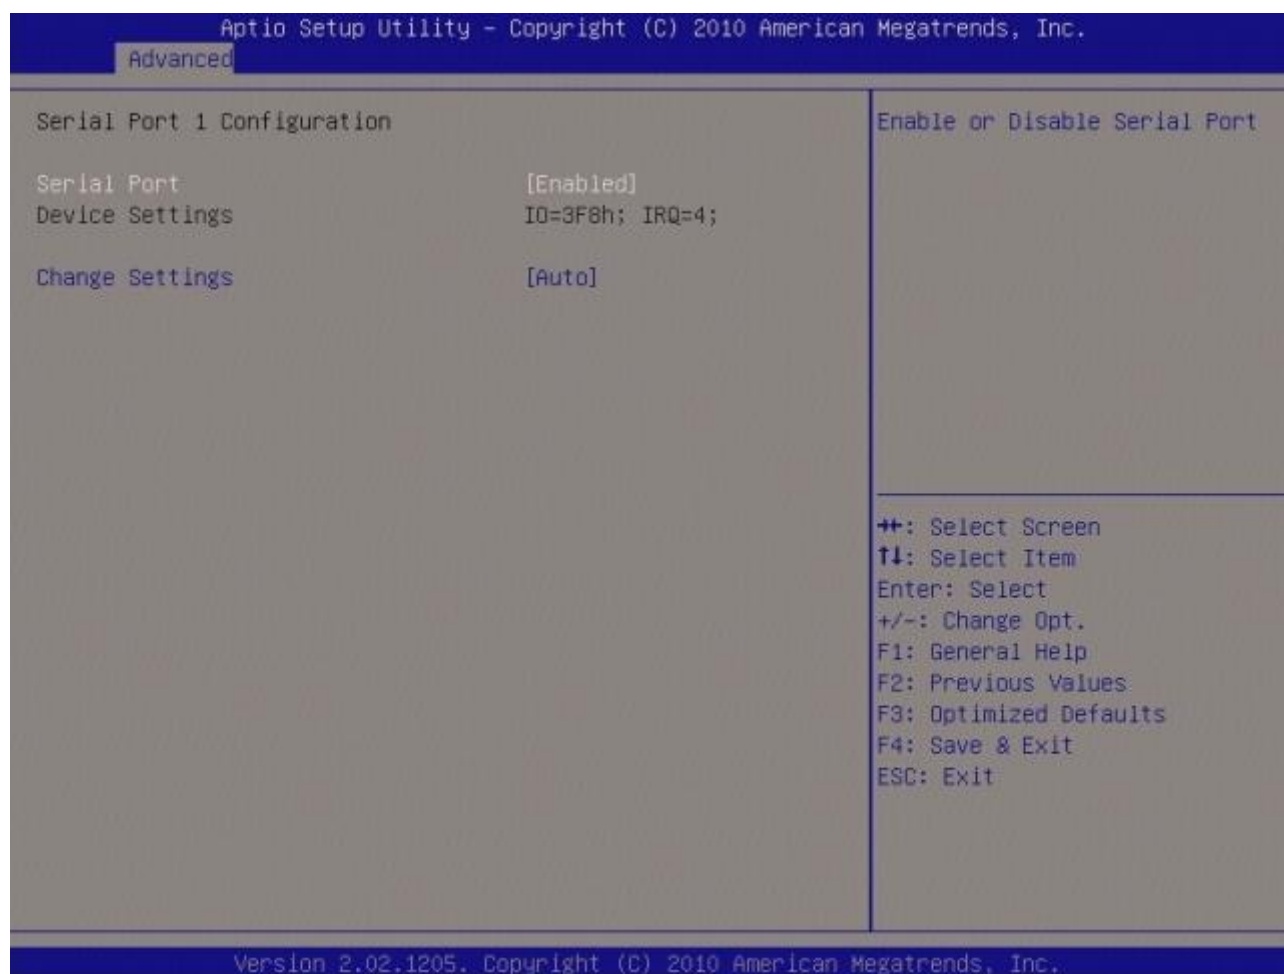 Aptio Setup Utility – Copyright (C) 2010 American Megatrends, Inc.
Advanced
Serial Port 1 Configuration
Serial Port [Enabled]
Device Settings IO=3F8h; IRQ=4;
Change Settings [Auto]
Enable or Disable Serial Port
→←: Select Screen
↑↓: Select Item
Enter: Select
+/-: Change Opt.
F1: General Help
F2: Previous Values
F3: Optimized Defaults
F4: Save & Exit
ESC: Exit
Version 2.02.1205. Copyright (C) 2010 American Megatrends, Inc.